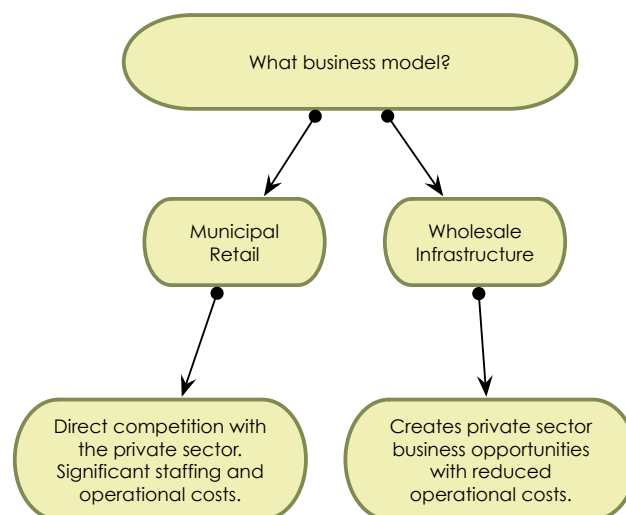 What business model?
Municipal
Retail
Wholesale
Infrastructure
Direct competition with
the private sector.
Significant staffing and
operational costs.
Creates private sector
business opportunities
with reduced
operational costs.